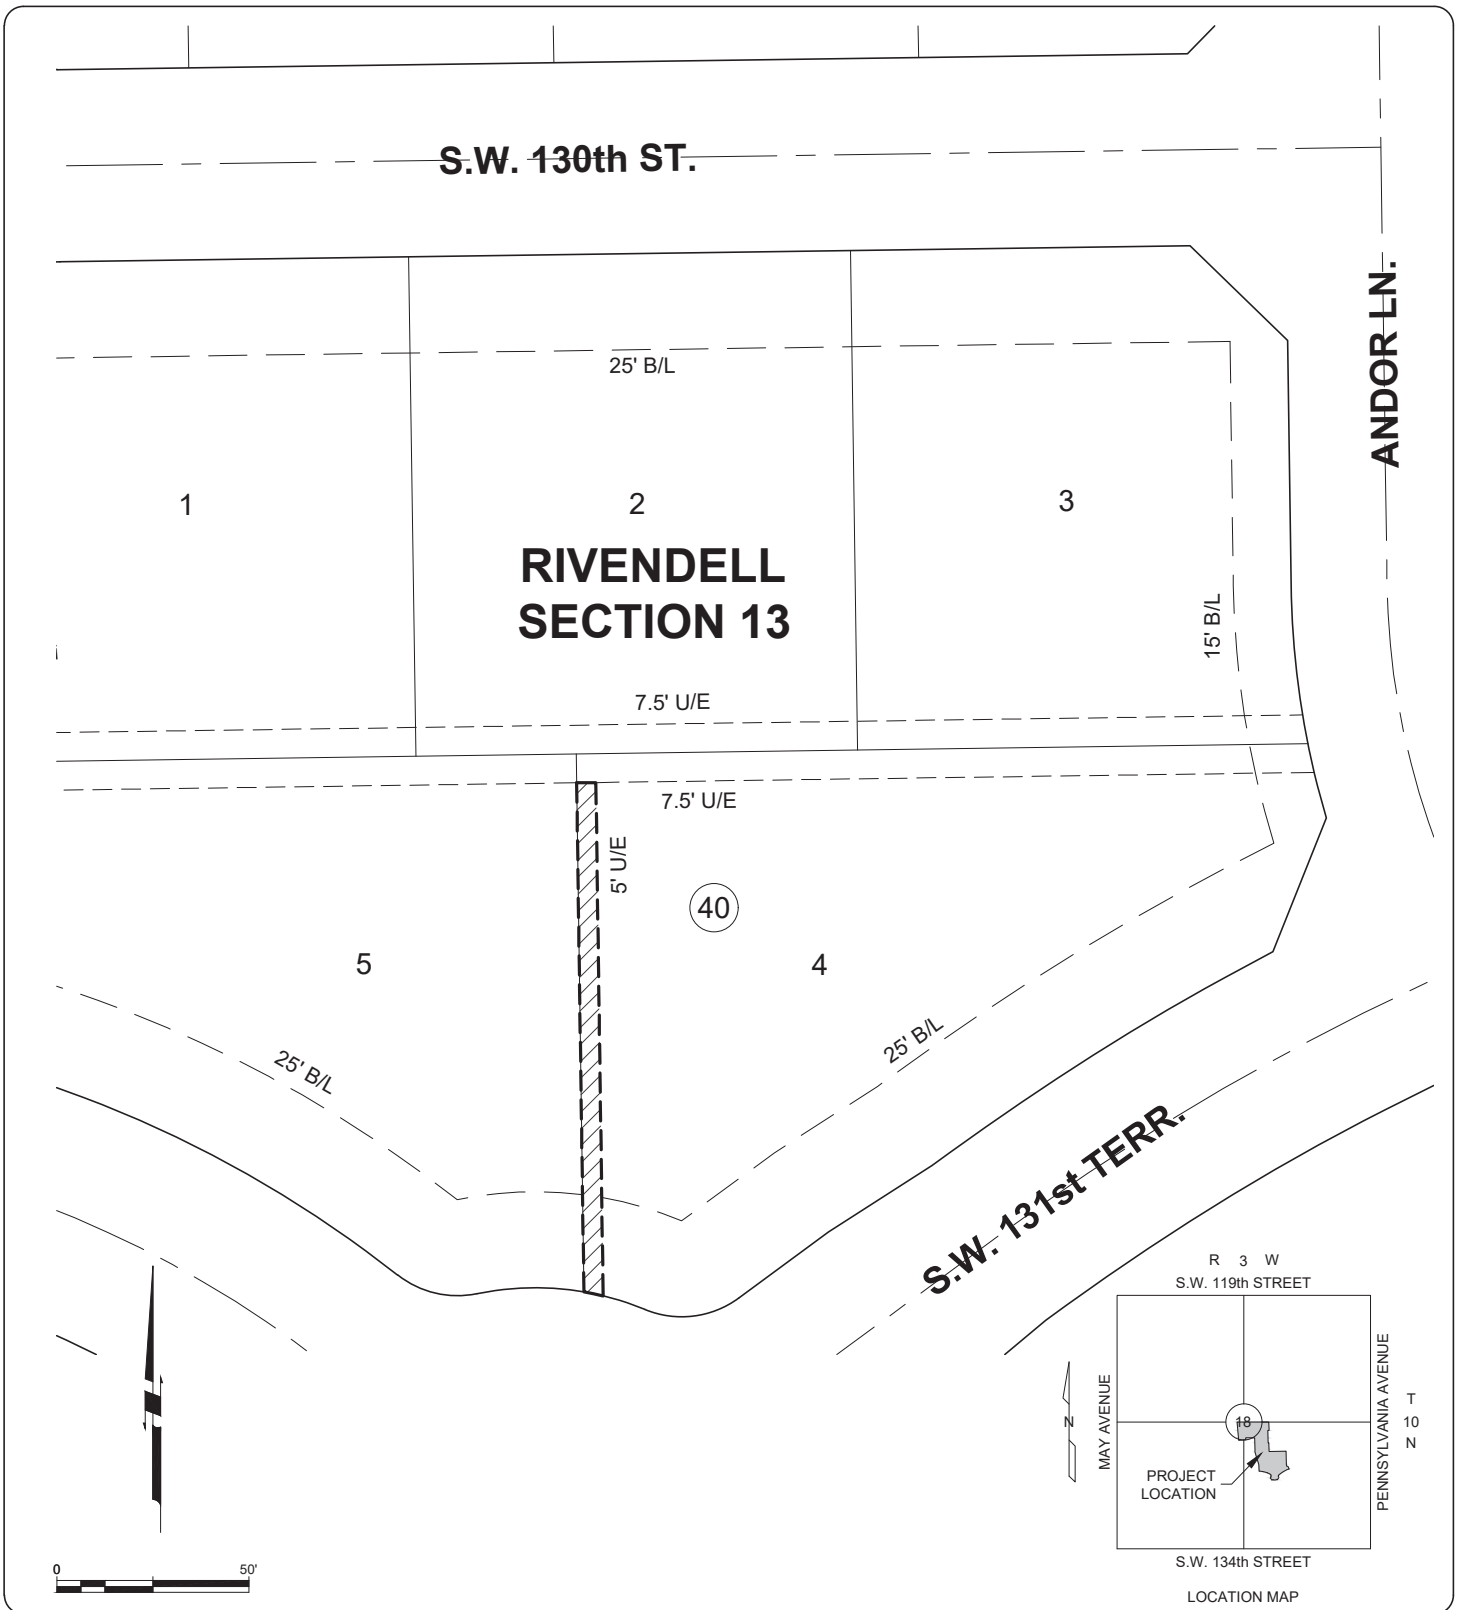 S.W. 130th ST.
ANDOR LN.
25' B/L
1
2
3
RIVENDELL
SECTION 13
15' B/L
7.5' U/E
7.5' U/E
5' U/E
40
5
4
25' B/L
25' B/L
S.W. 131st TERR.
R 3 W
S.W. 119th STREET
MAY AVENUE
PENNSYLVANIA AVENUE
T
10
N
N
18
PROJECT
LOCATION
S.W. 134th STREET
LOCATION MAP
0 50'